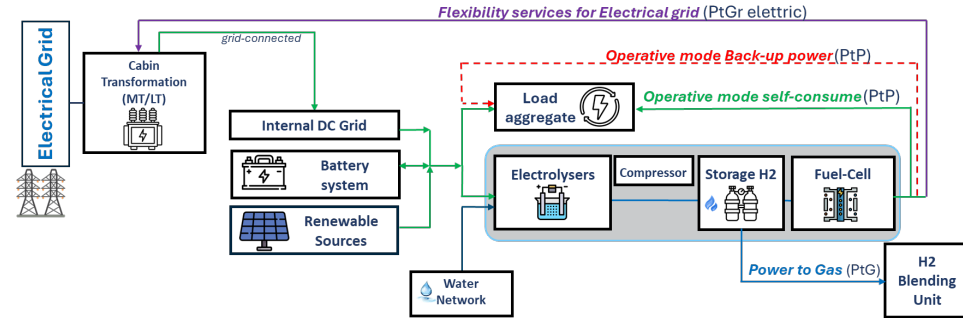 Flexibility services for Electrical grid (PtGr elettric)
grid-connected
Electrical Grid
Cabin
Transformation
(MT/LT)
Operative mode Back-up power (PtP)
Load
aggregate
Operative mode self-consume (PtP)
Internal DC Grid
Battery
system
Renewable
Sources
Electrolysers
Compressor
Storage H2
Fuel-Cell
Water
Network
Power to Gas (PtG)
H2
Blending
Unit